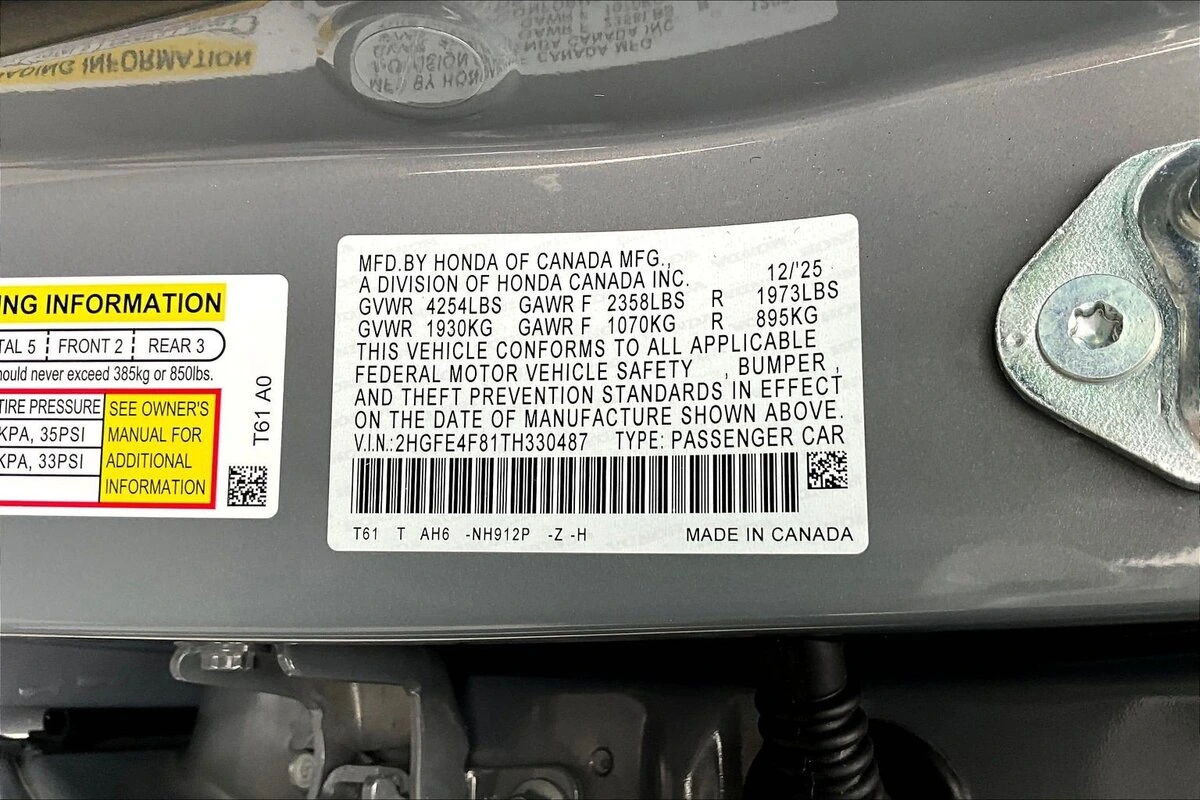 MFD.BY HONDA OF CANADA MFG.,
A DIVISION OF HONDA CANADA INC. 12/'25
GVWR 4254LBS GAWR F 2358LBS R 1973LBS
GVWR 1930KG GAWR F 1070KG R 895KG
THIS VEHICLE CONFORMS TO ALL APPLICABLE
FEDERAL MOTOR VEHICLE SAFETY , BUMPER ,
AND THEFT PREVENTION STANDARDS IN EFFECT
ON THE DATE OF MANUFACTURE SHOWN ABOVE.
V.I.N.:2HGFE4F81TH330487 TYPE: PASSENGER CAR
T61 T AH6 -NH912P -Z -H MADE IN CANADA
NG INFORMATION
TAL 5 FRONT 2 REAR 3
hould never exceed 385kg or 850lbs.
TIRE PRESSURE
KPA, 35PSI
KPA, 33PSI
SEE OWNER'S
MANUAL FOR
ADDITIONAL
INFORMATION
T61 A0